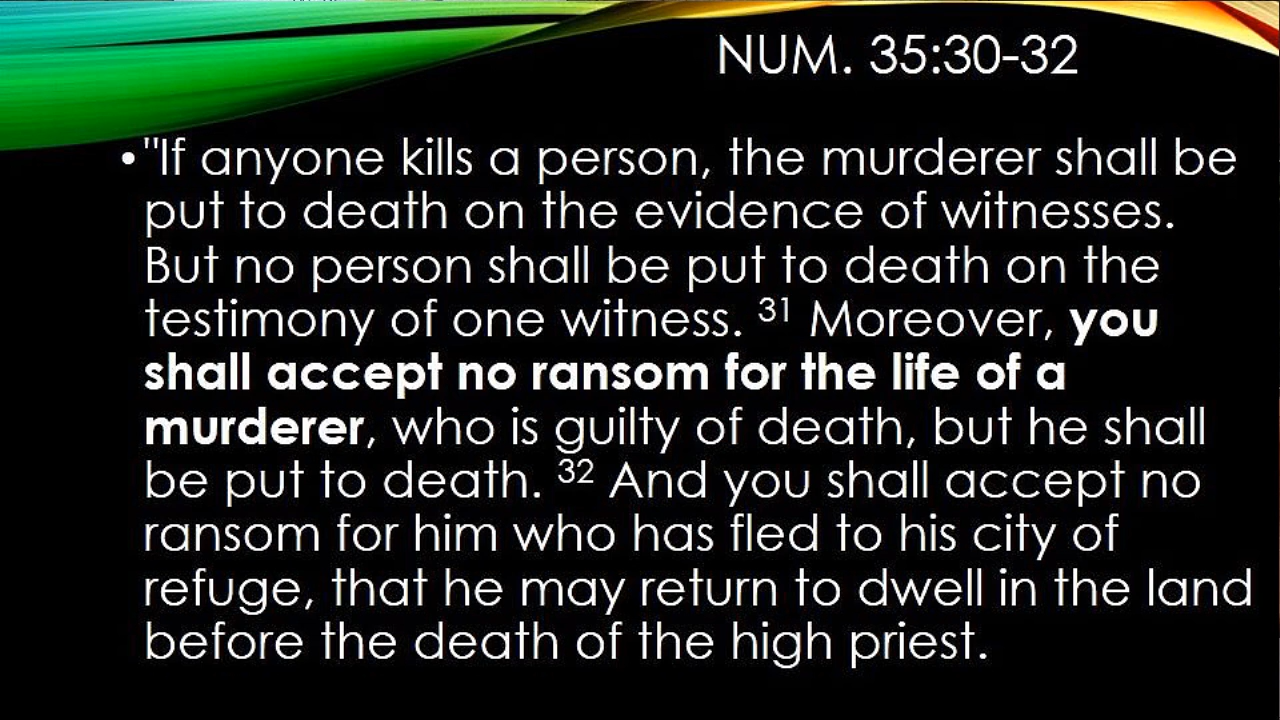 NUM. 35:30-32
•"If anyone kills a person, the murderer shall be
put to death on the evidence of witnesses.
But no person shall be put to death on the
testimony of one witness. 31 Moreover, you
shall accept no ransom for the life of a
murderer, who is guilty of death, but he shall
be put to death. 32 And you shall accept no
ransom for him who has fled to his city of
refuge, that he may return to dwell in the land
before the death of the high priest.